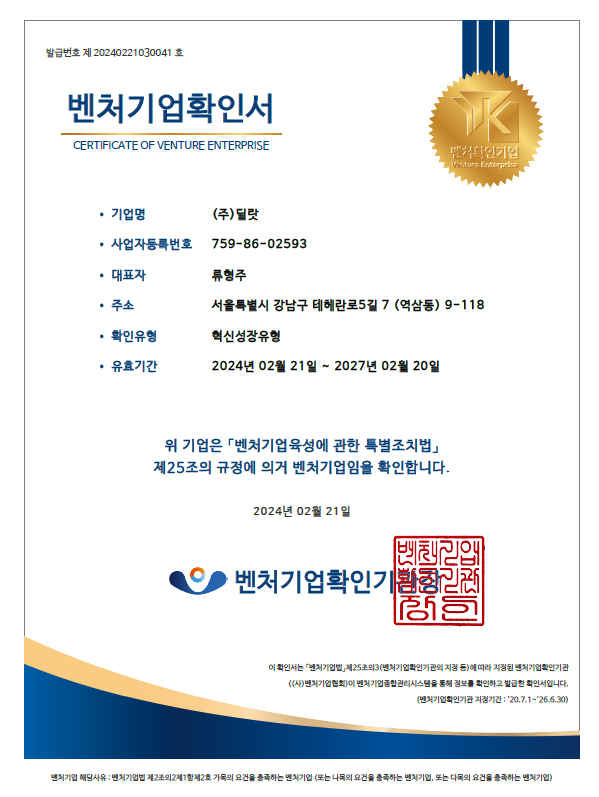 발급번호 제 20240221030041 호
벤처기업확인서
CERTIFICATE OF VENTURE ENTERPRISE
벤처확인기업
Venture Enterprise
• 기업명 (주)딜랏
• 사업자등록번호 759-86-02593
• 대표자 류형주
• 주소 서울특별시 강남구 테헤란로5길 7 (역삼동) 9-118
• 확인유형 혁신성장유형
• 유효기간 2024년 02월 21일 ~ 2027년 02월 20일
위 기업은 「벤처기업육성에 관한 특별조치법」
제25조의 규정에 의거 벤처기업임을 확인합니다.
2024년 02월 21일
벤처기업확인기관장
이 확인서는 「벤처기업법」제25조의3(벤처기업확인기관의 지정 등)에 따라 지정된 벤처기업확인기관
((사)벤처기업협회)이 벤처기업종합관리시스템을 통해 정보를 확인하고 발급한 확인서입니다.
(벤처기업확인기관 지정기간 : '20.7.1~'26.6.30)
벤처기업 해당사유 : 벤처기업법 제2조의2제1항제2호 가목의 요건을 충족하는 벤처기업 (또는 나목의 요건을 충족하는 벤처기업, 또는 다목의 요건을 충족하는 벤처기업)